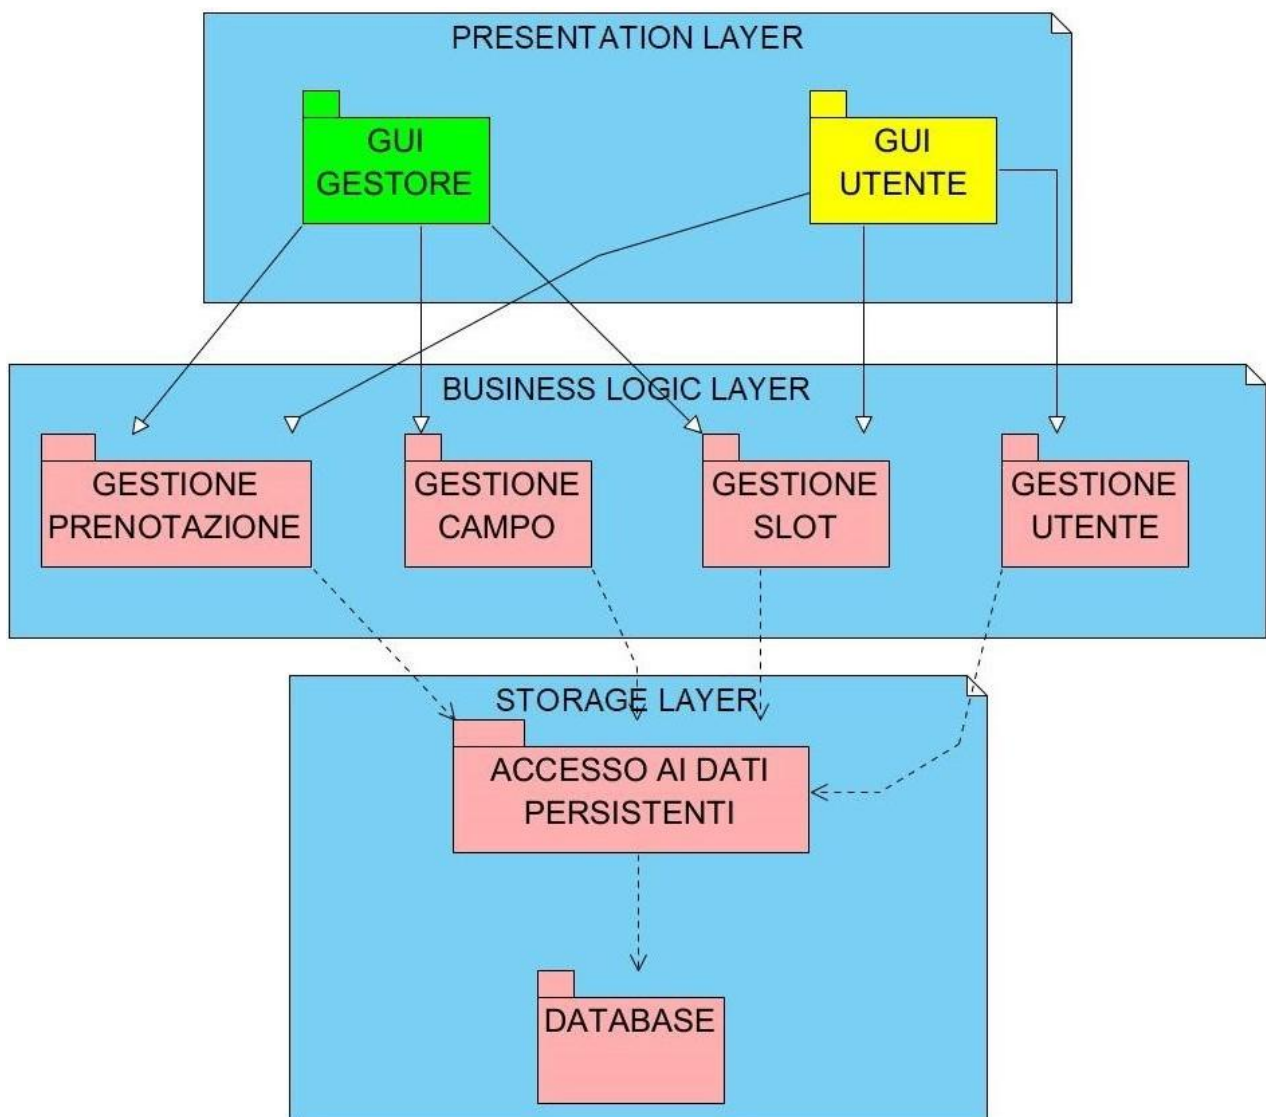 PRESENTATION LAYER
GUI
GESTORE
GUI
UTENTE
BUSINESS LOGIC LAYER
GESTIONE
PRENOTAZIONE
GESTIONE
CAMPO
GESTIONE
SLOT
GESTIONE
UTENTE
STORAGE LAYER
ACCESSO AI DATI
PERSISTENTI
DATABASE